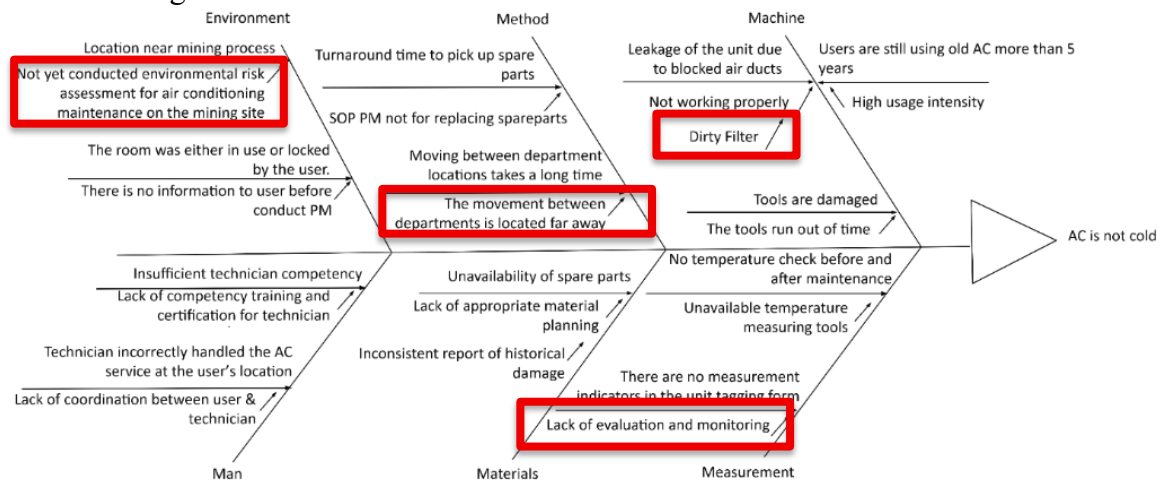 Environment
Method
Machine
Location near mining process
Not yet conducted environmental risk
assessment for air conditioning
maintenance on the mining site
The room was either in use or locked
by the user.
There is no information to user before
conduct PM
Turnaround time to pick up spare
parts
SOP PM not for replacing spareparts
Moving between department
locations takes a long time
The movement between
departments is located far away
Leakage of the unit due
to blocked air ducts
Not working properly
Dirty Filter
Users are still using old AC more than 5
years
High usage intensity
Tools are damaged
The tools run out of time
AC is not cold
Insufficient technician competency
Lack of competency training and
certification for technician
Technician incorrectly handled the AC
service at the user's location
Lack of coordination between user &
technician
Unavailability of spare parts
Lack of appropriate material
planning
Inconsistent report of historical
damage
No temperature check before and
after maintenance
Unavailable temperature
measuring tools
There are no measurement
indicators in the unit tagging form
Lack of evaluation and monitoring
Man
Materials
Measurement